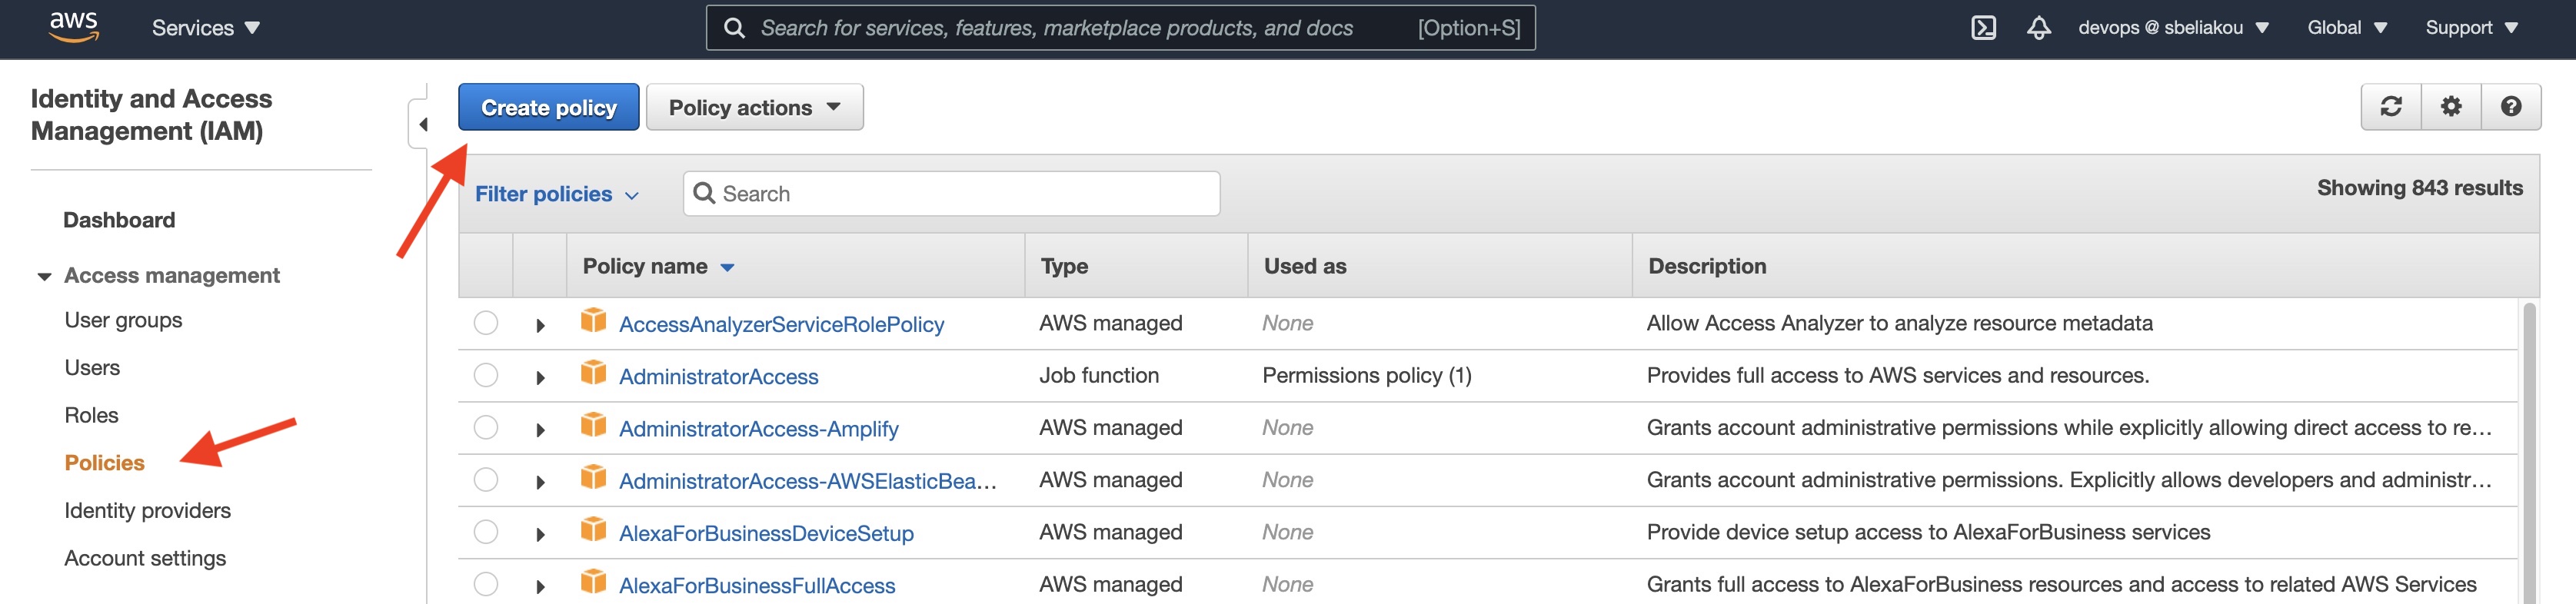 aws
Services
Search for services, features, marketplace products, and docs [Option+S]
devops @ sbeliakou
Global
Support
Identity and Access
Management (IAM)
Dashboard
Access management
User groups
Users
Roles
Policies
Identity providers
Account settings
Create policy
Policy actions
Filter policies
Search
Showing 843 results
Policy name Type Used as Description
AccessAnalyzerServiceRolePolicy AWS managed None Allow Access Analyzer to analyze resource metadata
AdministratorAccess Job function Permissions policy (1) Provides full access to AWS services and resources.
AdministratorAccess-Amplify AWS managed None Grants account administrative permissions while explicitly allowing direct access to re...
AdministratorAccess-AWSElasticBea... AWS managed None Grants account administrative permissions. Explicitly allows developers and administr...
AlexaForBusinessDeviceSetup AWS managed None Provide device setup access to AlexaForBusiness services
AlexaForBusinessFullAccess AWS managed None Grants full access to AlexaForBusiness resources and access to related AWS Services